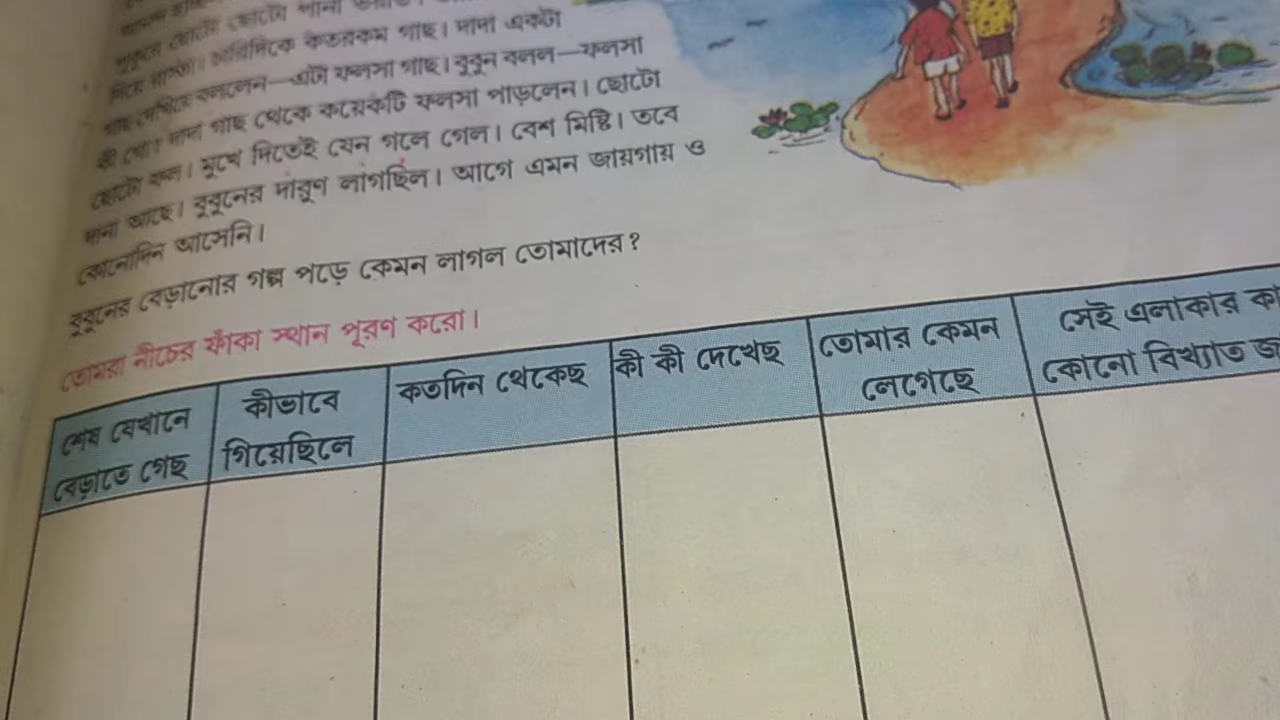 ছোটো ছোটো পানা
চারিদিকে কতরকম গাছ। দাদা একটা
গাছ দেখিয়ে বললেন—এটা ফলসা গাছ। বুবুন বলল—ফলসা
কী গো। দাদা গাছ থেকে কয়েকটি ফলসা পাড়লেন। ছোটো
ছোটো ফল। মুখে দিতেই যেন গলে গেল। বেশ মিষ্টি। তবে
দানা আছে। বুবুনের দারুণ লাগছিল। আগে এমন জায়গায় ও
কোনোদিন আসেনি।
বুবুনের বেড়ানোর গল্প পড়ে কেমন লাগল তোমাদের?
তোমরা নীচের ফাঁকা স্থান পূরণ করো।
শেষ যেখানে
বেড়াতে গেছ
কীভাবে
গিয়েছিলে
কতদিন থেকেছ
কী কী দেখেছ
তোমার কেমন
লেগেছে
সেই এলাকার
কোনো বিখ্যাত